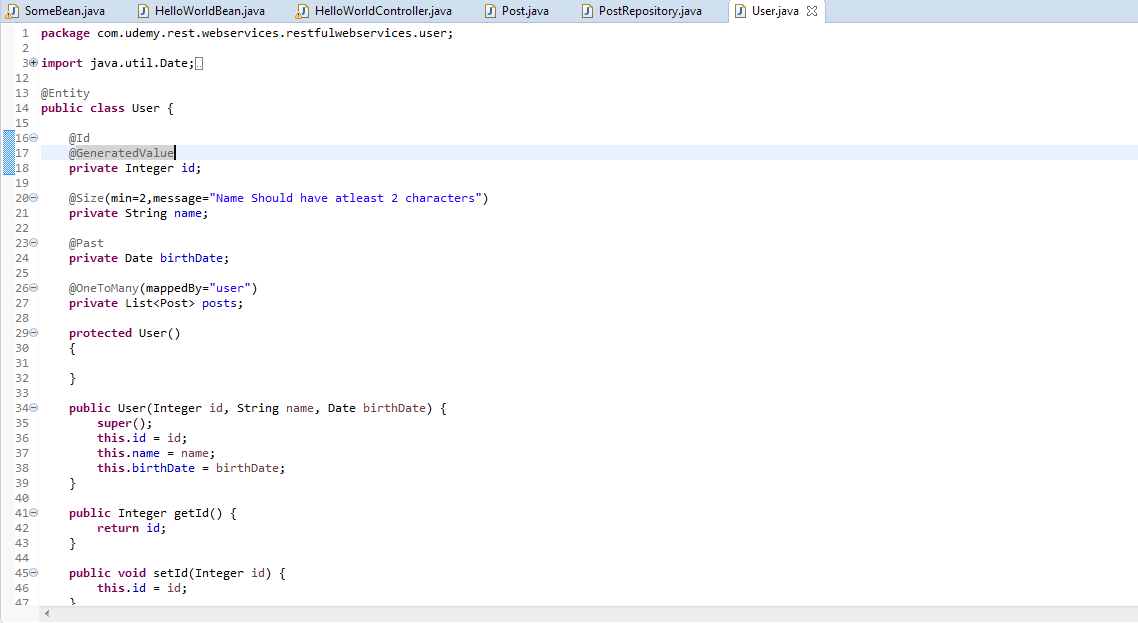 SomeBean.java HelloWorldBean.java HelloWorldController.java Post.java PostRepository.java User.java
1 package com.udemy.rest.webservices.restfulwebservices.user;
2
3 import java.util.Date;
12
13 @Entity
14 public class User {
15
16 @Id
17 @GeneratedValue
18 private Integer id;
19
20 @Size(min=2,message="Name Should have atleast 2 characters")
21 private String name;
22
23 @Past
24 private Date birthDate;
25
26 @OneToMany(mappedBy="user")
27 private List<Post> posts;
28
29 protected User()
30 {
31
32 }
33
34 public User(Integer id, String name, Date birthDate) {
35 super();
36 this.id = id;
37 this.name = name;
38 this.birthDate = birthDate;
39 }
40
41 public Integer getId() {
42 return id;
43 }
44
45 public void setId(Integer id) {
46 this.id = id;
47 }